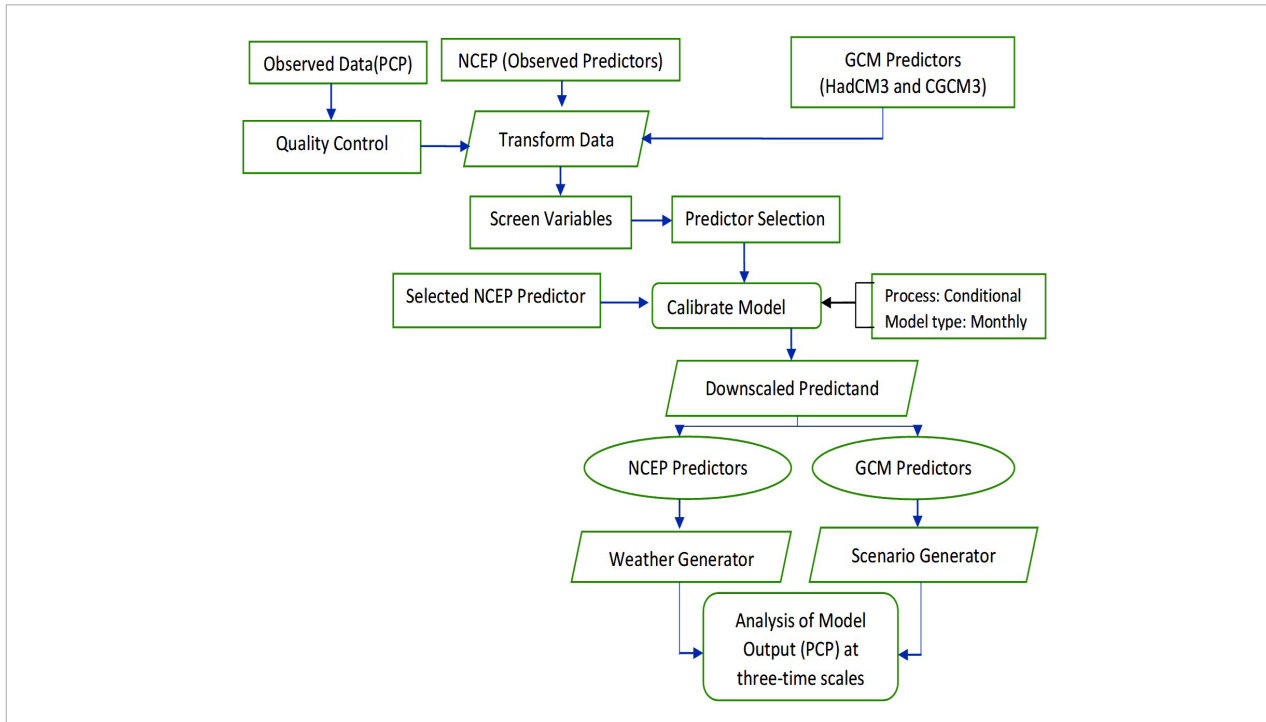 Observed Data(PCP)
NCEP (Observed Predictors)
GCM Predictors
(HadCM3 and CGCM3)
Quality Control
Transform Data
Screen Variables
Predictor Selection
Selected NCEP Predictor
Calibrate Model
Process: Conditional
Model type: Monthly
Downscaled Predictand
NCEP Predictors
GCM Predictors
Weather Generator
Scenario Generator
Analysis of Model
Output (PCP) at
three-time scales